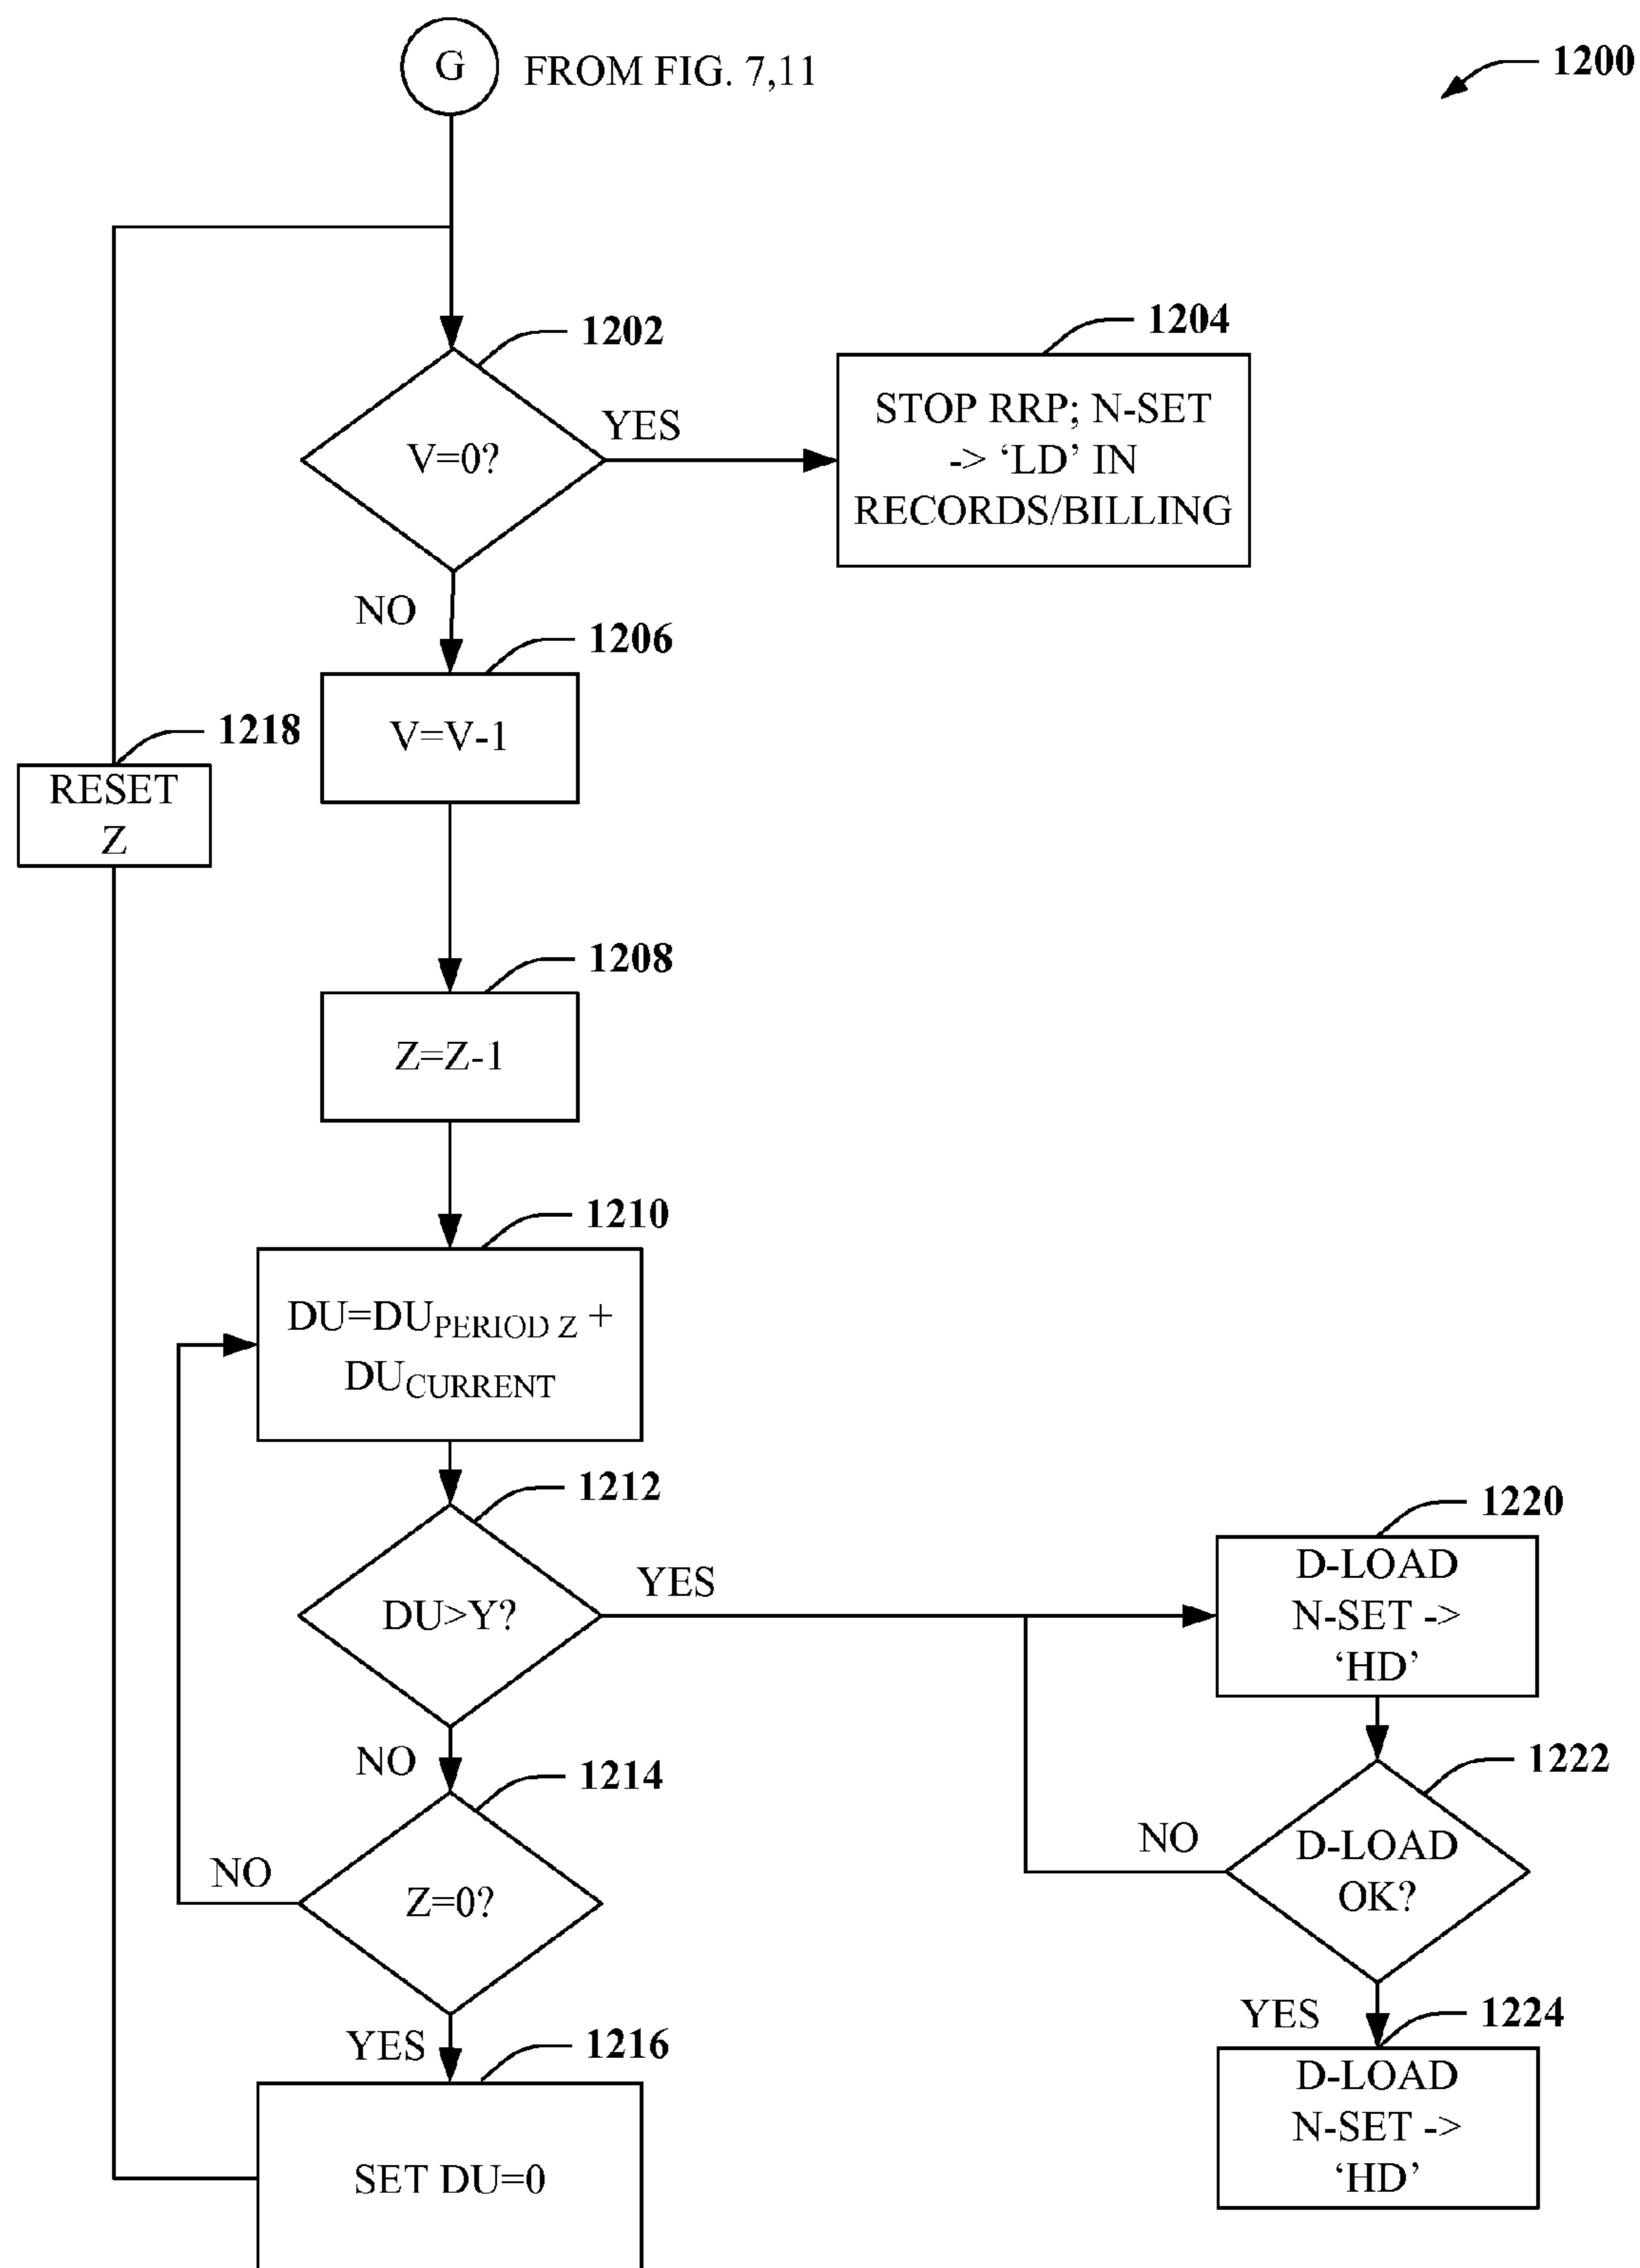 G
FROM FIG. 7,11
1200
1202
V=0?
YES
1204
STOP RRP; N-SET
-> ‘LD’ IN
RECORDS/BILLING
NO
1206
V=V-1
1218
RESET
Z
1208
Z=Z-1
1210
DU=DUPERIOD Z +
DUCURRENT
1212
DU>Y?
YES
1220
D-LOAD
N-SET ->
‘HD’
NO
1214
Z=0?
NO
1222
D-LOAD
OK?
NO
YES
1216
SET DU=0
YES
1224
D-LOAD
N-SET ->
‘HD’